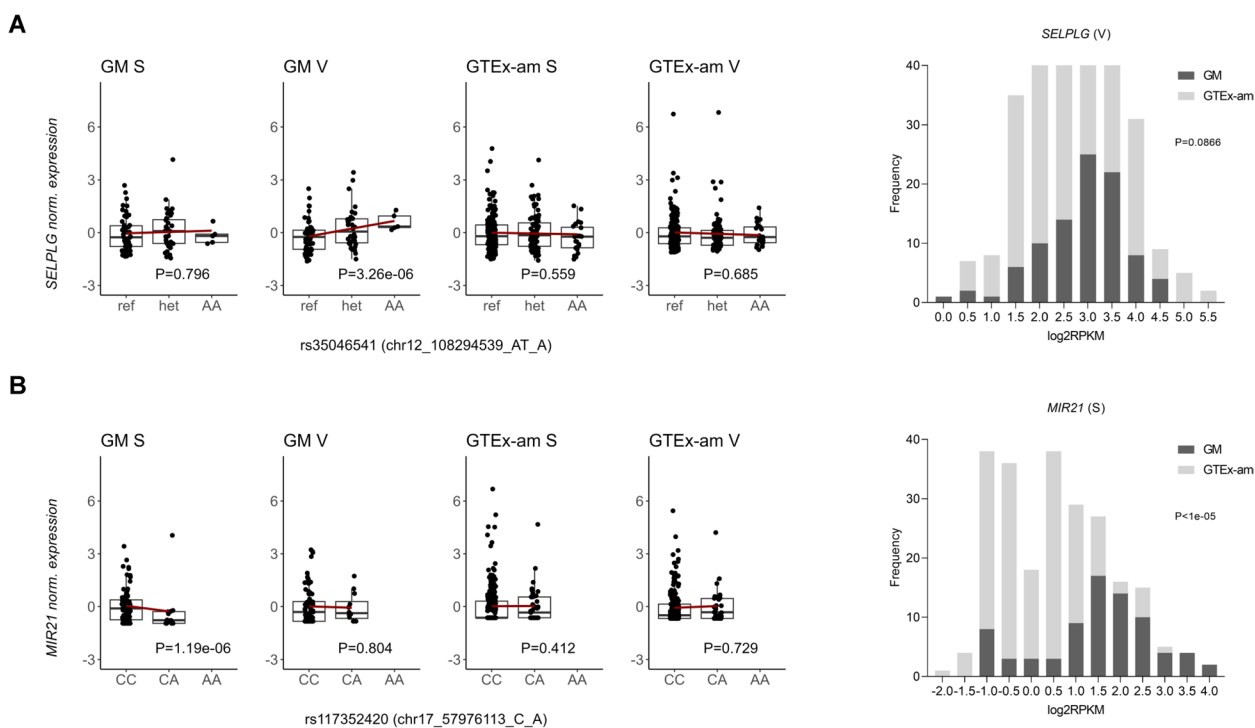 A
GM S
GM V
GTEx-am S
GTEx-am V
SELPLG norm. expression
6
3
0
-3
P=0.796
ref het AA
6
3
0
-3
P=3.26e-06
ref het AA
6
3
0
-3
P=0.559
ref het AA
6
3
0
-3
P=0.685
ref het AA
rs35046541 (chr12_108294539_AT_A)
SELPLG (V)
Frequency
40
30
20
10
0
GM
GTEx-am
P=0.0866
0.0 0.5 1.0 1.5 2.0 2.5 3.0 3.5 4.0 4.5 5.0 5.5
log2RPKM
B
GM S
GM V
GTEx-am S
GTEx-am V
MIR21 norm. expression
6
3
0
-3
P=1.19e-06
CC CA AA
6
3
0
-3
P=0.804
CC CA AA
6
3
0
-3
P=0.412
CC CA AA
6
3
0
-3
P=0.729
CC CA AA
rs117352420 (chr17_57976113_C_A)
MIR21 (S)
Frequency
40
30
20
10
0
GM
GTEx-am
P<1e-05
-2.0 -1.5 -1.0 -0.5 0.0 0.5 1.0 1.5 2.0 2.5 3.0 3.5 4.0
log2RPKM